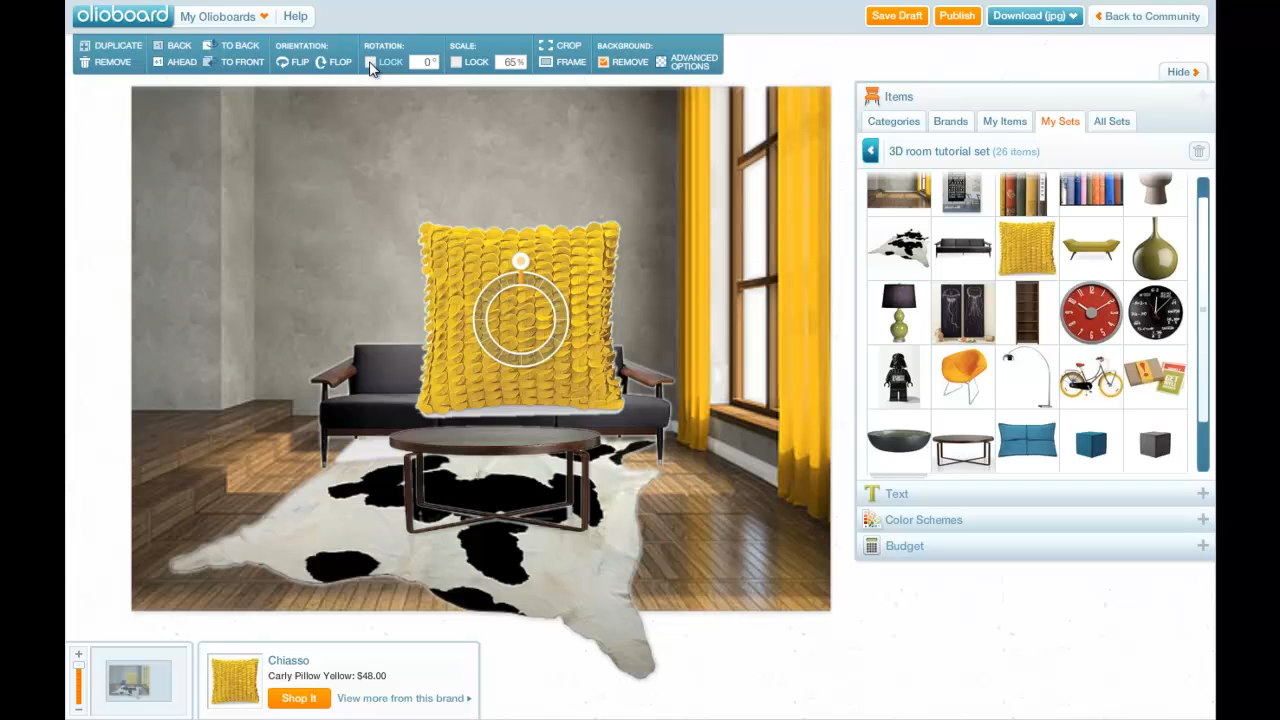 olioboard My Olioboards Help Save Draft Publish Download (jpg) Back to Community
DUPLICATE BACK TO BACK ORIENTATION: ROTATION: SCALE: CROP BACKGROUND:
REMOVE AHEAD TO FRONT FLIP FLOP LOCK 0° LOCK 65% FRAME REMOVE ADVANCED OPTIONS
Hide
Items
Categories Brands My Items My Sets All Sets
3D room tutorial set (26 items)
Text
Color Schemes
Budget
Chiasso
Carly Pillow Yellow: $48.00
Shop It View more from this brand